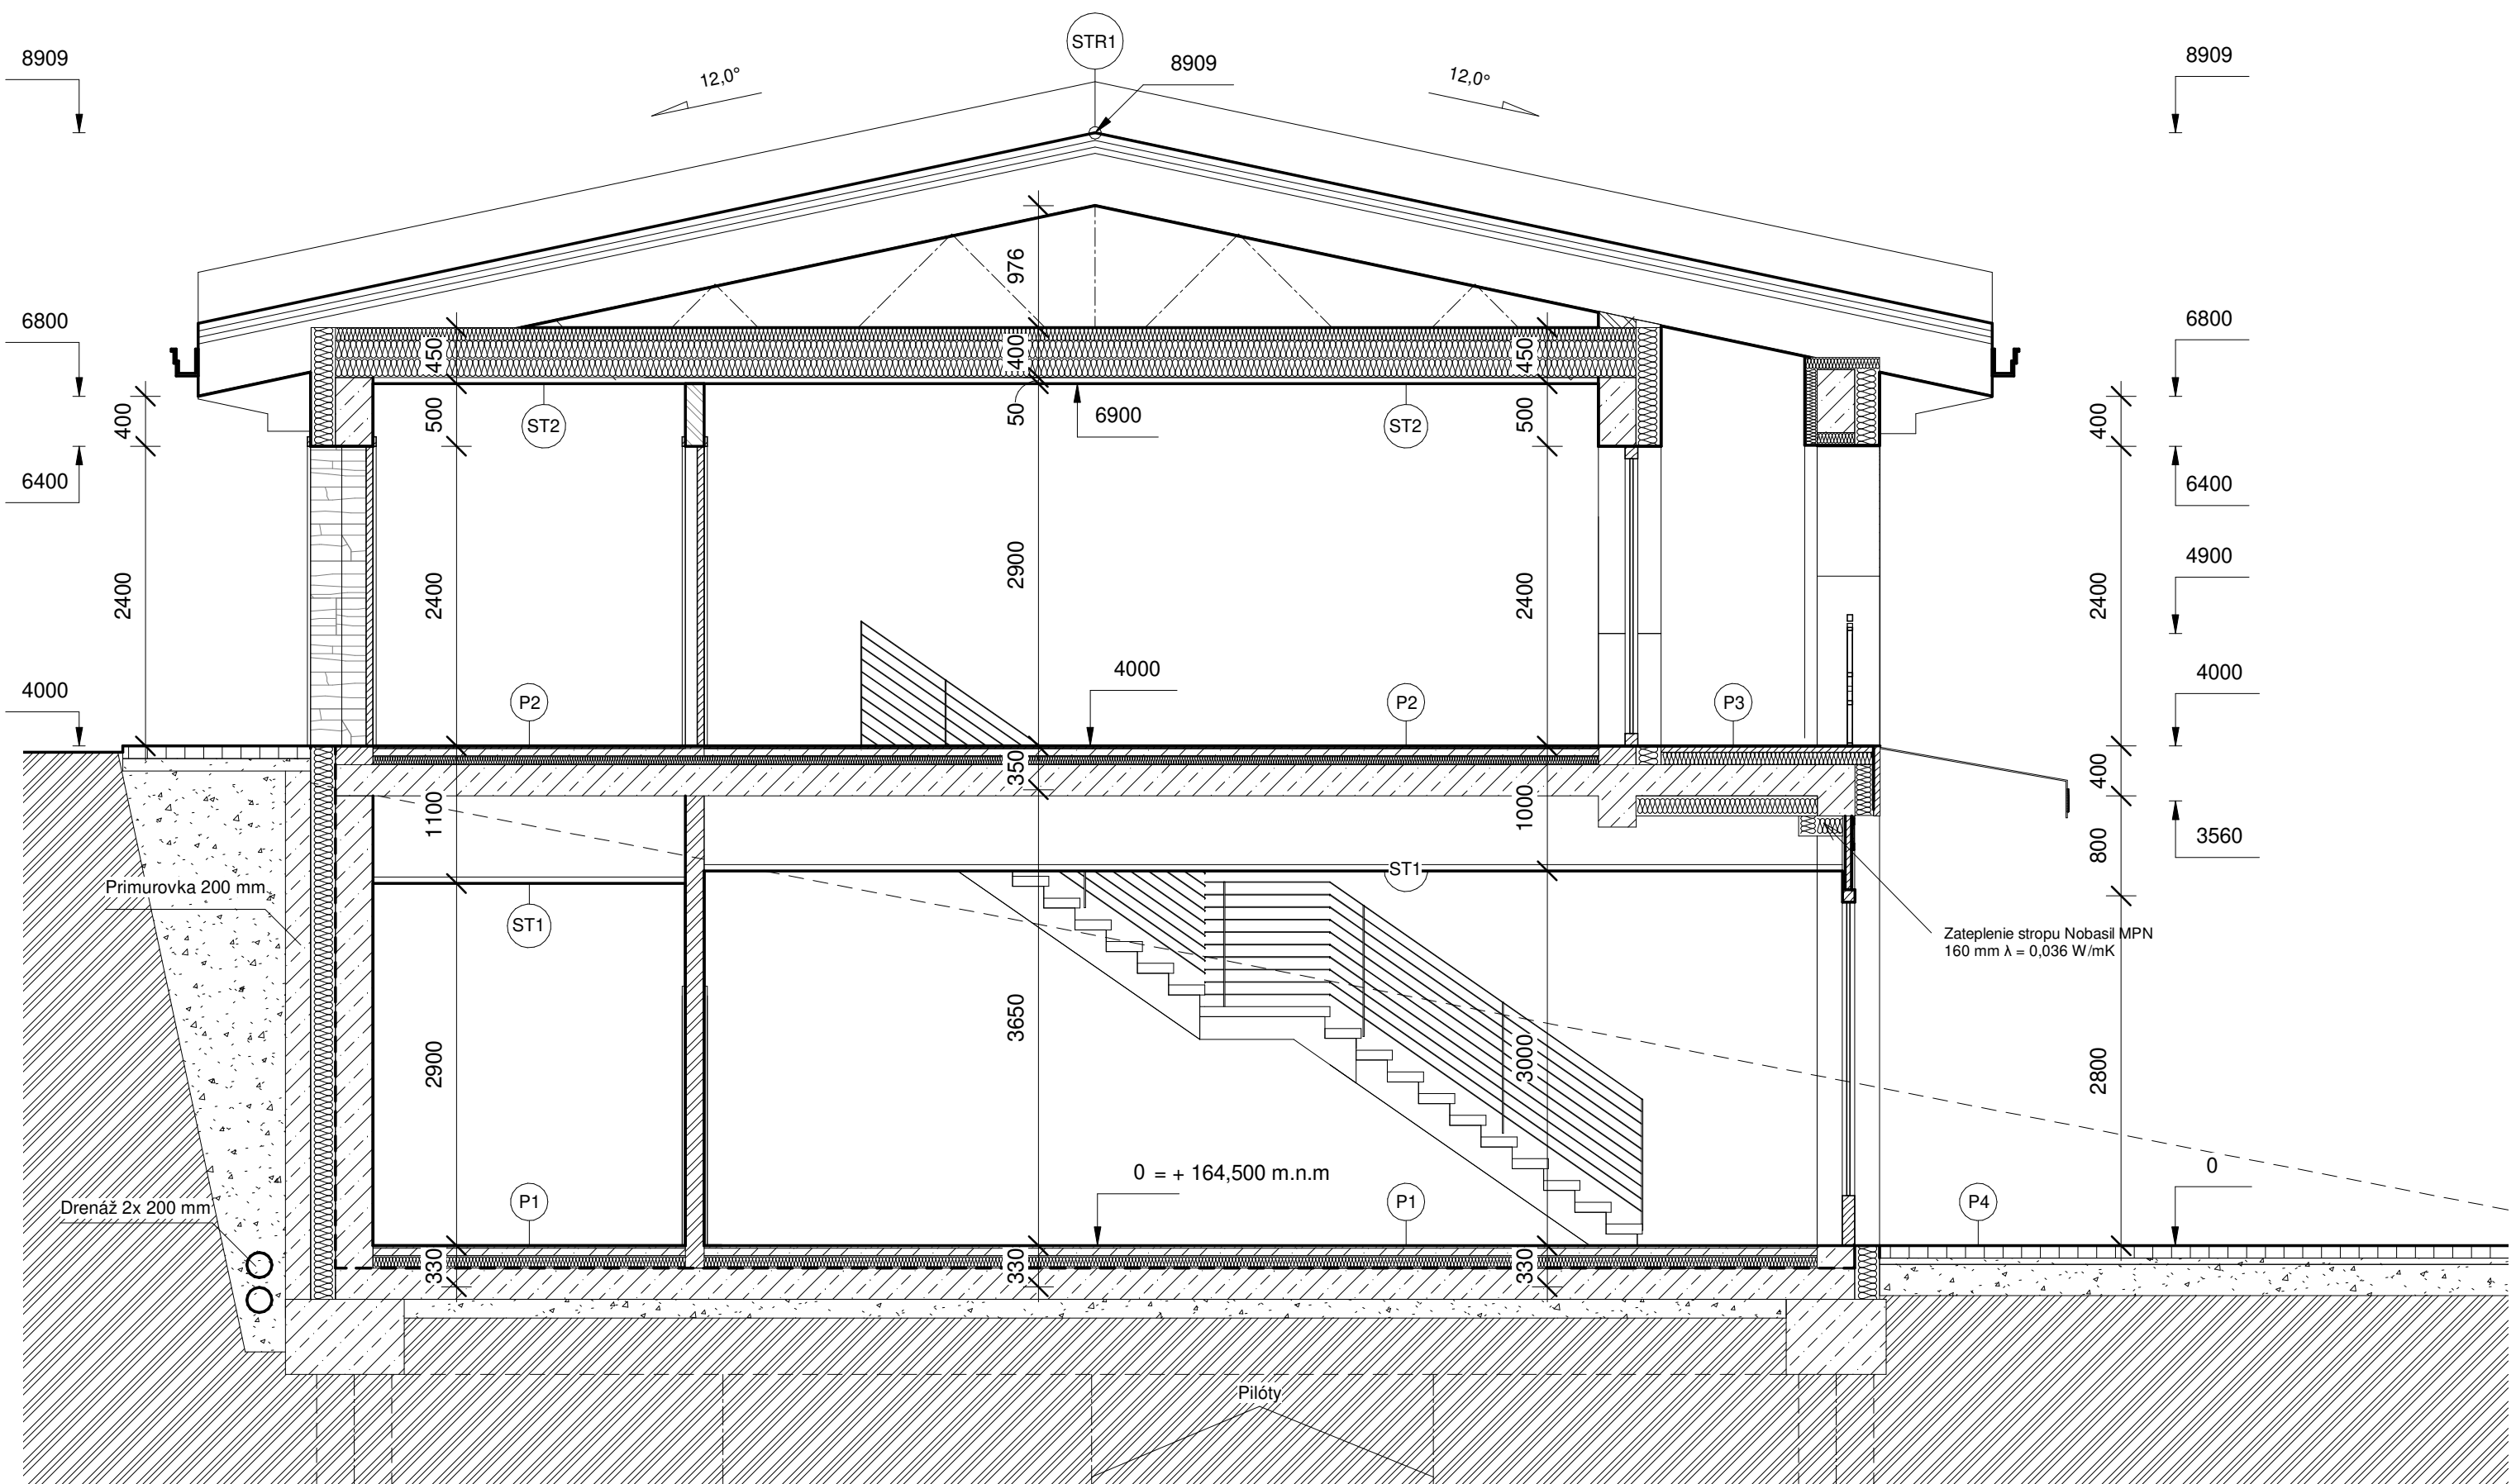 STR1
8909
12,0°
8909
12,0°
8909
976
6800
6800
450
400
450
400
500
ST2
50
6900
ST2
500
400
6400
6400
2400
2400
2900
2400
4900
2400
4000
P2
4000
P2
P3
4000
350
400
1100
1000
800
3560
Primurovka 200 mm
ST1
ST1
Zateplenie stropu Nobasil MPN
160 mm λ = 0,036 W/mK
2900
3650
3000
2800
Drenáž 2x 200 mm
P1
0 = + 164,500 m.n.m
P1
P4
0
330
330
330
Pilóty